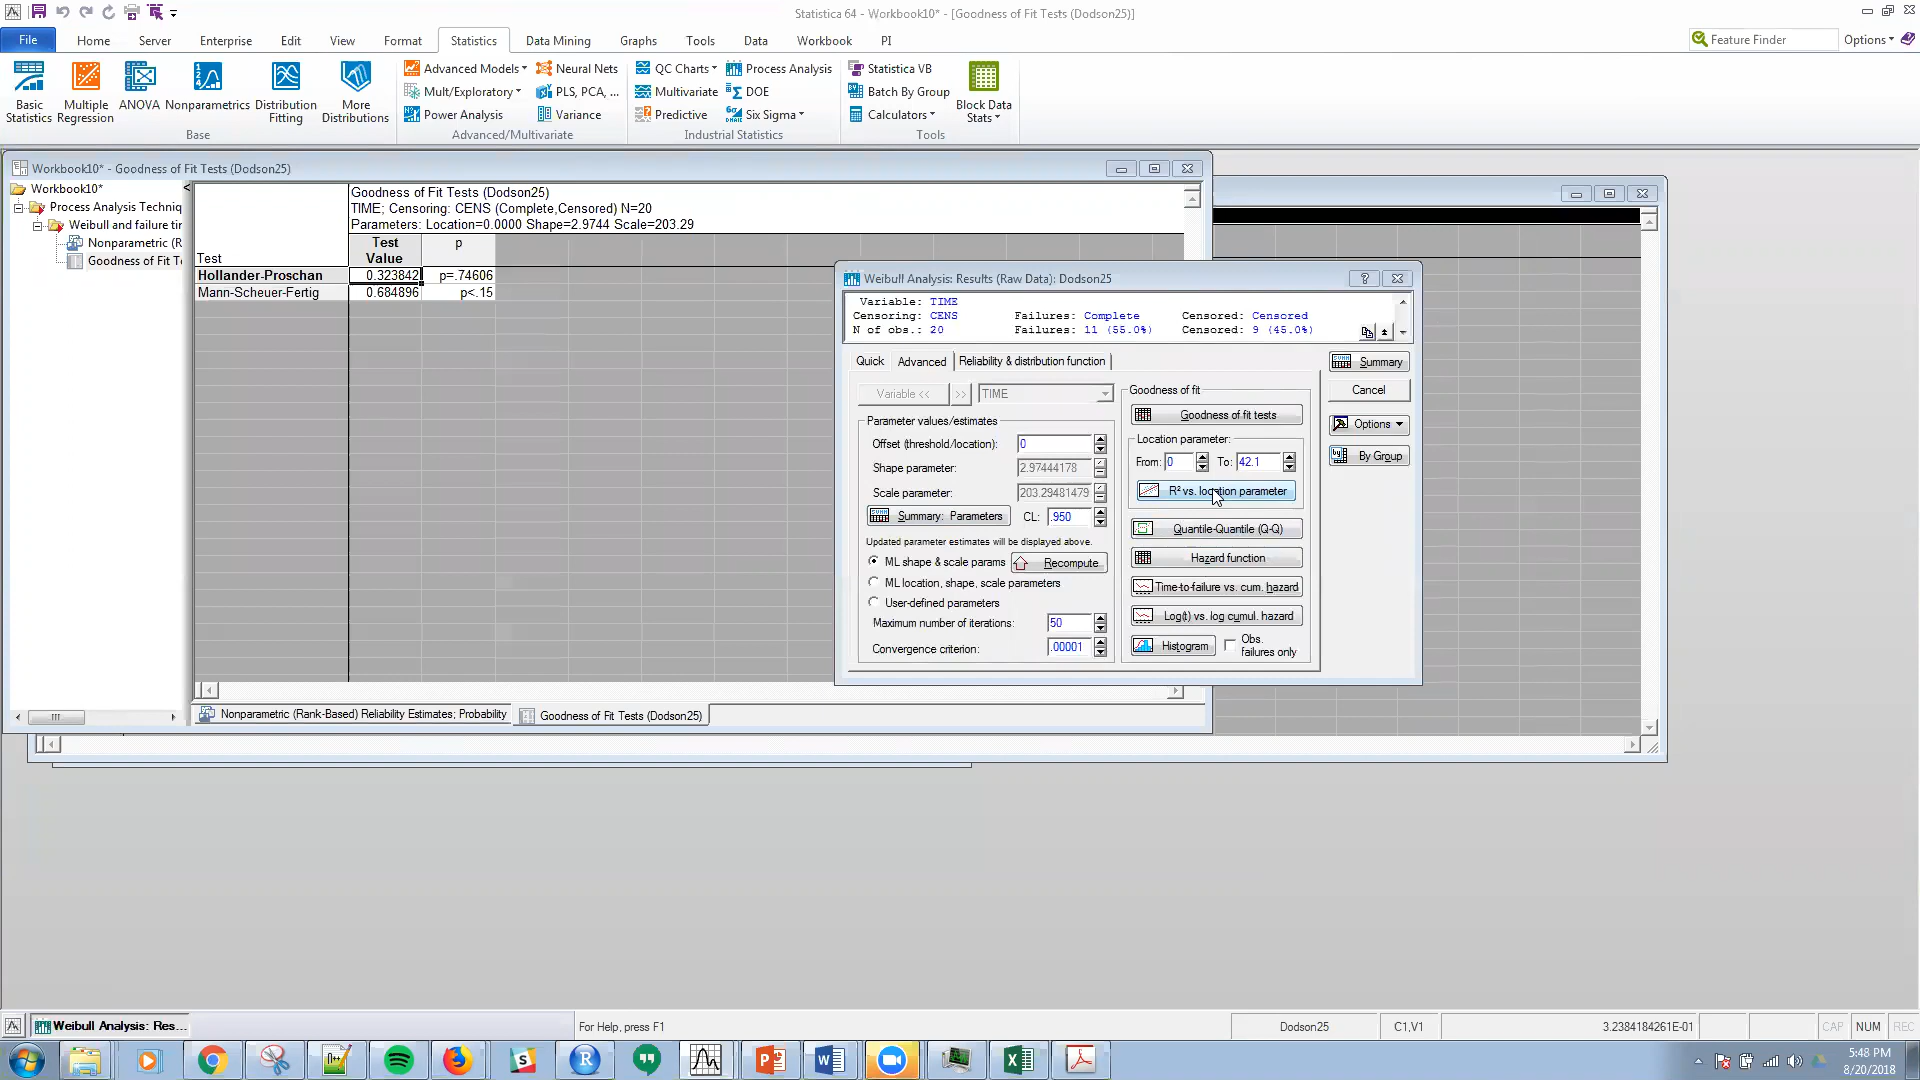 Statistica 64 - Workbook10* - [Goodness of Fit Tests (Dodson25)]
File
Home
Server
Enterprise
Edit
View
Format
Statistics
Data Mining
Graphs
Tools
Data
Workbook
PI
Feature Finder
Options
Basic Statistics
Multiple Regression
ANOVA
Nonparametrics
Distribution Fitting
More Distributions
Base
Advanced Models
Mult/Exploratory
Power Analysis
Neural Nets
PLS, PCA, ...
Variance
Advanced/Multivariate
QC Charts
Multivariate
Predictive
Process Analysis
DOE
Six Sigma
Industrial Statistics
Statistica VB
Batch By Group
Calculators
Block Data Stats
Tools
Workbook10* - Goodness of Fit Tests (Dodson25)
Workbook10*
Process Analysis Techniq
Weibull and failure tir
Nonparametric (R
Goodness of Fit T
Goodness of Fit Tests (Dodson25)
TIME; Censoring: CENS (Complete,Censored) N=20
Parameters: Location=0.0000 Shape=2.9744 Scale=203.29
Test
Test Value
p
Hollander-Proschan 0.323842 p=.74606
Mann-Scheuer-Fertig 0.684896 p<.15
Nonparametric (Rank-Based) Reliability Estimates; Probability
Goodness of Fit Tests (Dodson25)
Weibull Analysis: Results (Raw Data): Dodson25
Variable: TIME
Censoring: CENS Failures: Complete Censored: Censored
N of obs.: 20 Failures: 11 (55.0%) Censored: 9 (45.0%)
Quick
Advanced
Reliability & distribution function
Variable <<
>>
TIME
Parameter values/estimates
Offset (threshold/location): 0
Shape parameter: 2.97444178
Scale parameter: 203.29481479
Summary: Parameters CL: .950
Updated parameter estimates will be displayed above.
ML shape & scale params
Recompute
ML location, shape, scale parameters
User-defined parameters
Maximum number of iterations: 50
Convergence criterion: .00001
Goodness of fit
Goodness of fit tests
Location parameter:
From: 0 To: 42.1
R² vs. location parameter
Quantile-Quantile (Q-Q)
Hazard function
Time-to-failure vs. cum. hazard
Log(t) vs. log cumul. hazard
Histogram
Obs. failures only
Summary
Cancel
Options
By Group
Weibull Analysis: Res...
For Help, press F1
Dodson25
C1,V1
3.2384184261E-01
CAP
NUM
REC
5:48 PM
8/20/2018